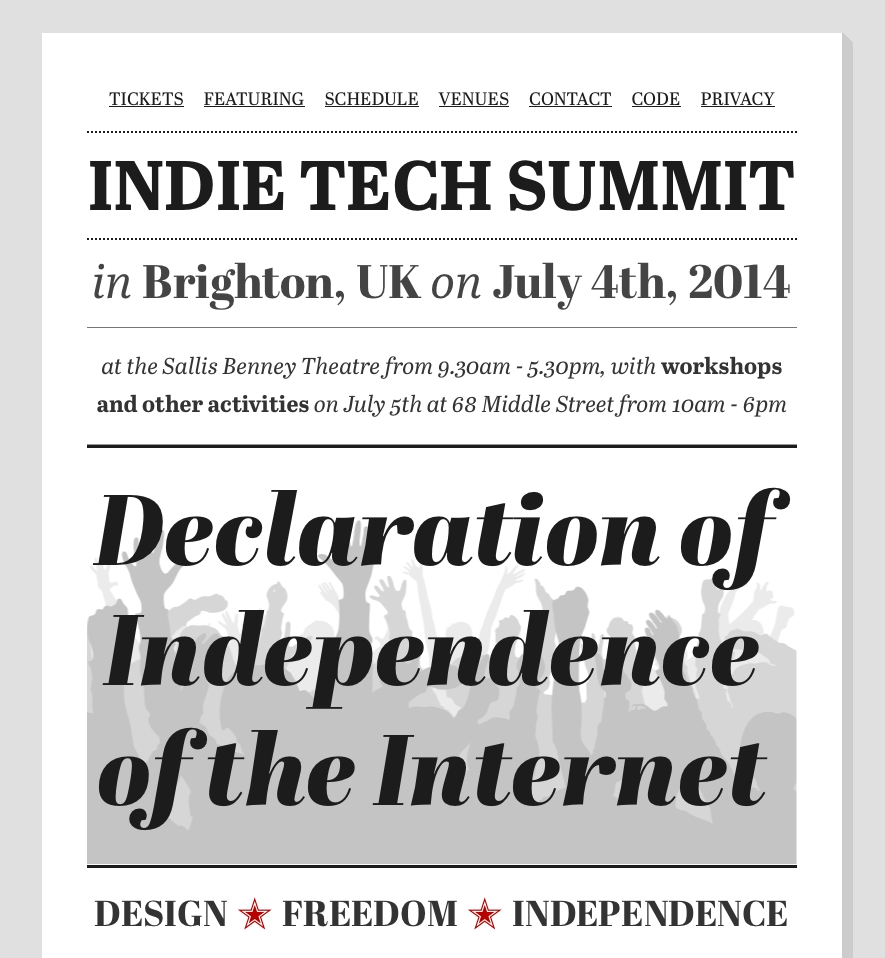 TICKETS FEATURING SCHEDULE VENUES CONTACT CODE PRIVACY
INDIE TECH SUMMIT
in Brighton, UK on July 4th, 2014
at the Sallis Benney Theatre from 9.30am - 5.30pm, with workshops
and other activities on July 5th at 68 Middle Street from 10am - 6pm
Declaration of
Independence
of the Internet
DESIGN ★ FREEDOM ★ INDEPENDENCE